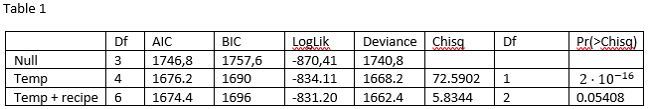 Table 1
Df AIC BIC LogLik Deviance Chisq Df Pr(>Chisq)
Null 3 1746,8 1757,6 -870,41 1740,8
Temp 4 1676.2 1690 -834.11 1668.2 72.5902 1 2 · 10⁻¹⁶
Temp + recipe 6 1674.4 1696 -831.20 1662.4 5.8344 2 0.05408